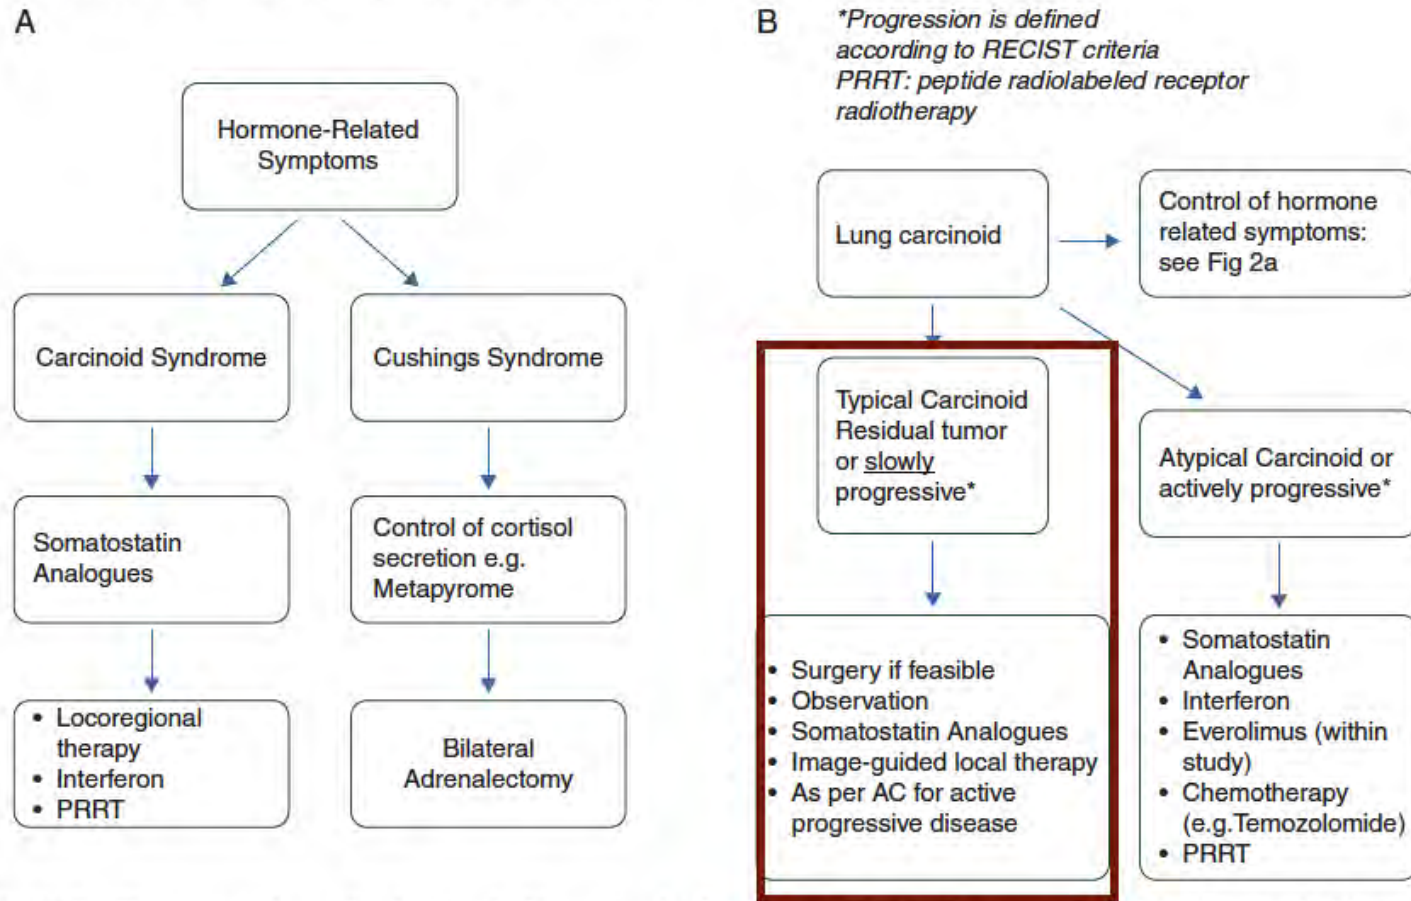 A
Hormone-Related
Symptoms
Carcinoid Syndrome
Cushings Syndrome
Somatostatin
Analogues
Control of cortisol
secretion e.g.
Metapyrome
• Locoregional
therapy
• Interferon
• PRRT
Bilateral
Adrenalectomy
B
*Progression is defined
according to RECIST criteria
PRRT: peptide radiolabeled receptor
radiotherapy
Lung carcinoid
Control of hormone
related symptoms:
see Fig 2a
Typical Carcinoid
Residual tumor
or slowly
progressive*
Atypical Carcinoid or
actively progressive*
• Surgery if feasible
• Observation
• Somatostatin Analogues
• Image-guided local therapy
• As per AC for active
progressive disease
• Somatostatin
Analogues
• Interferon
• Everolimus (within
study)
• Chemotherapy
(e.g.Temozolomide)
• PRRT